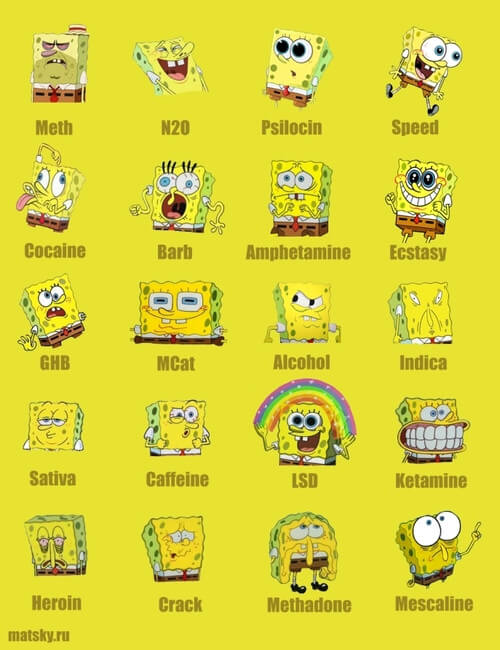 Meth N2O Psilocin Speed
Cocaine Barb Amphetamine Ecstasy
GHB MCat Alcohol Indica
Sativa Caffeine LSD Ketamine
Heroin Crack Methadone Mescaline
matsky.ru